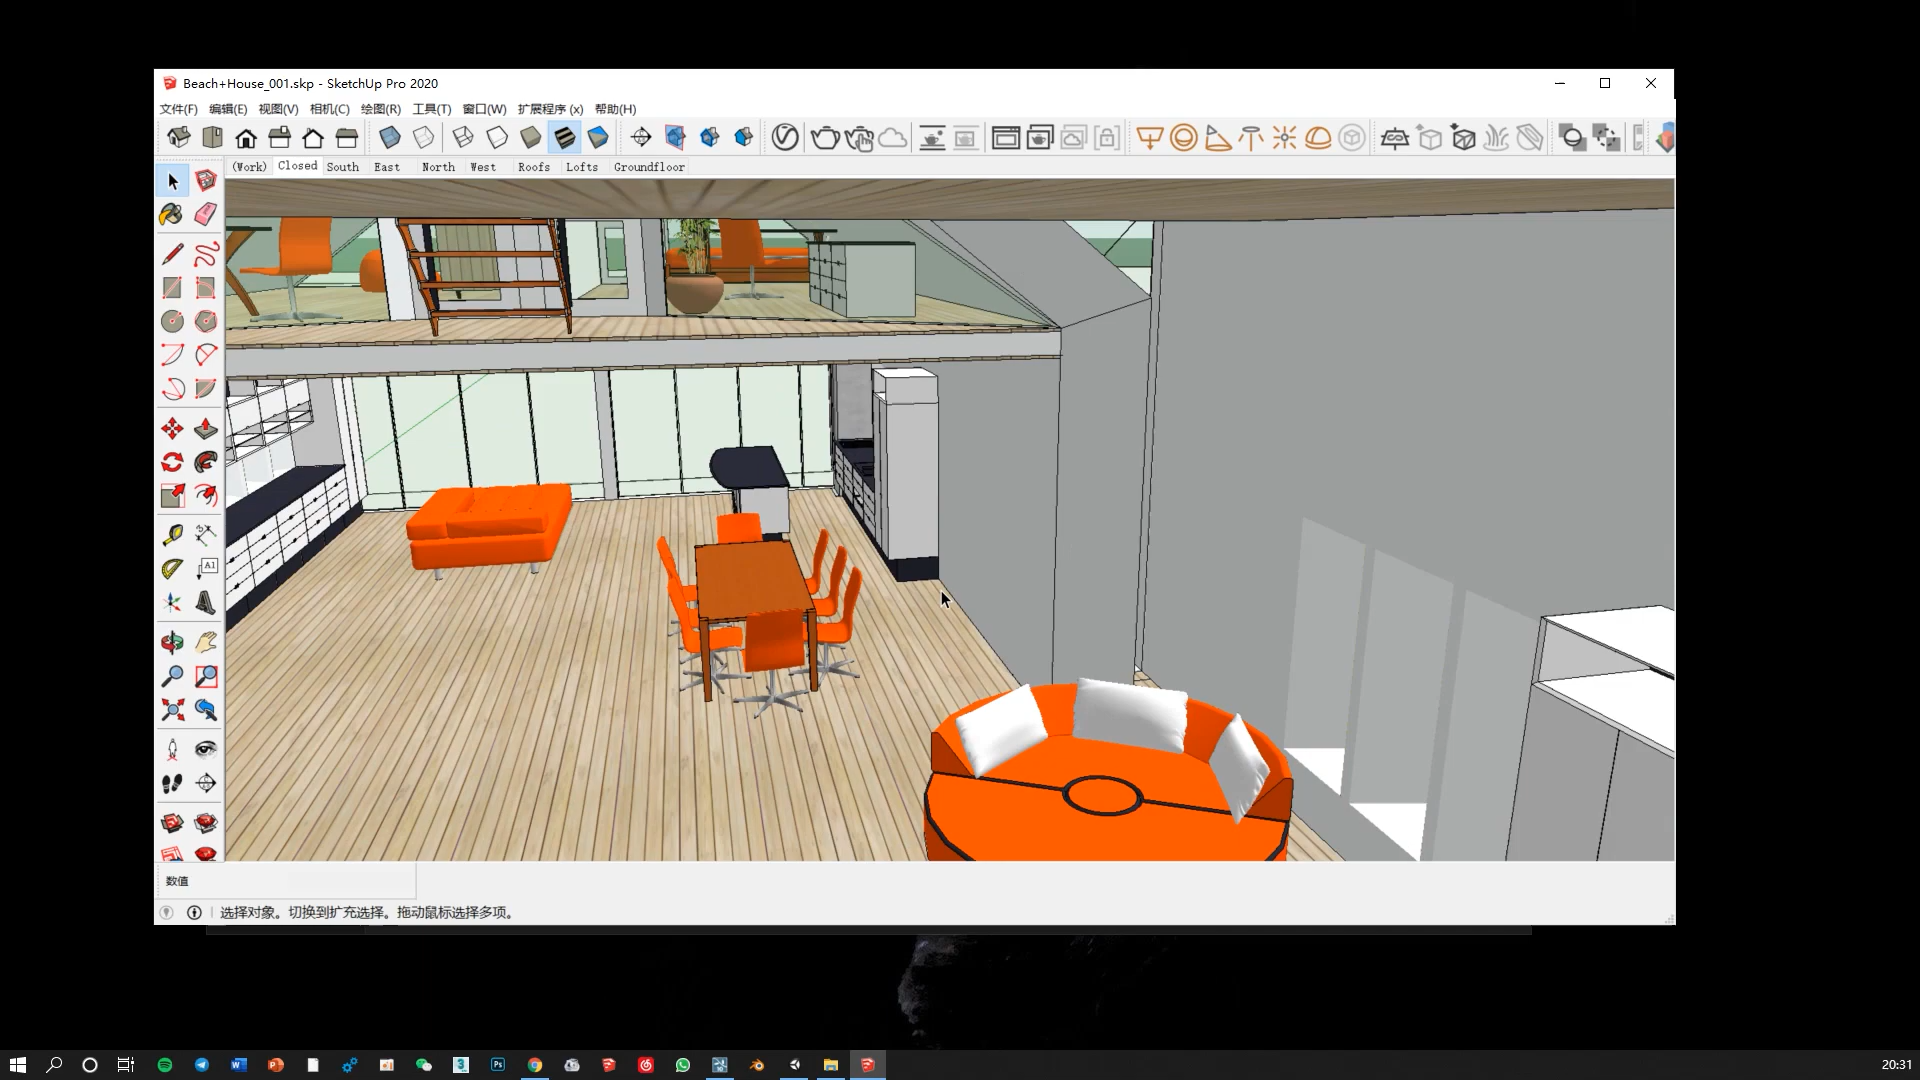 Beach+House_001.skp - SketchUp Pro 2020
文件(F) 编辑(E) 视图(V) 相机(C) 绘图(R) 工具(T) 窗口(W) 扩展程序 (x) 帮助(H)
(Work) Closed South East North West Roofs Lofts Groundfloor
A1
数值
选择对象。切换到扩充选择。拖动鼠标选择多项。
Ps
20:31